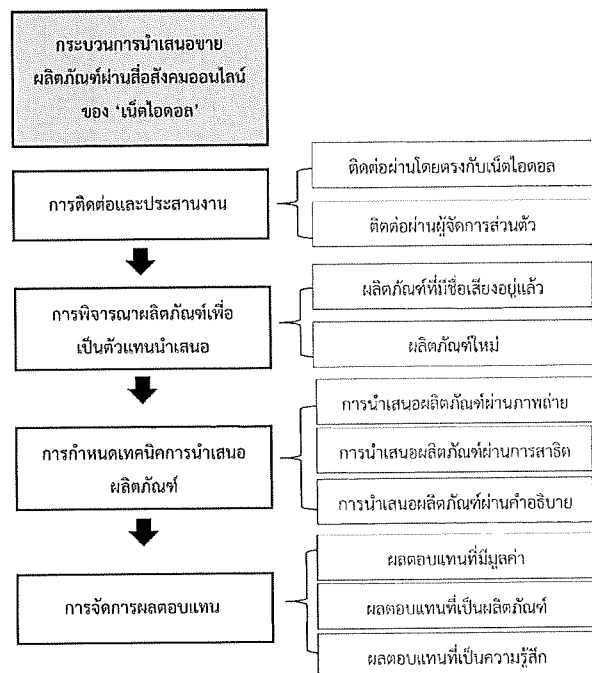 กระบวนการนำเสนอขาย
ผลิตภัณฑ์ผ่านสื่อสังคมออนไลน์
ของ ‘เน็ตไอดอล’
การติดต่อและประสานงาน
ติดต่อผ่านโดยตรงกับเน็ตไอดอล
ติดต่อผ่านผู้จัดการส่วนตัว
การพิจารณาผลิตภัณฑ์เพื่อ
เป็นตัวแทนนำเสนอ
ผลิตภัณฑ์ที่มีชื่อเสียงอยู่แล้ว
ผลิตภัณฑ์ใหม่
การกำหนดเทคนิคการนำเสนอ
ผลิตภัณฑ์
การนำเสนอผลิตภัณฑ์ผ่านภาพถ่าย
การนำเสนอผลิตภัณฑ์ผ่านการสาธิต
การนำเสนอผลิตภัณฑ์ผ่านคำอธิบาย
การจัดการผลตอบแทน
ผลตอบแทนที่มีมูลค่า
ผลตอบแทนที่เป็นผลิตภัณฑ์
ผลตอบแทนที่เป็นความรู้สึก